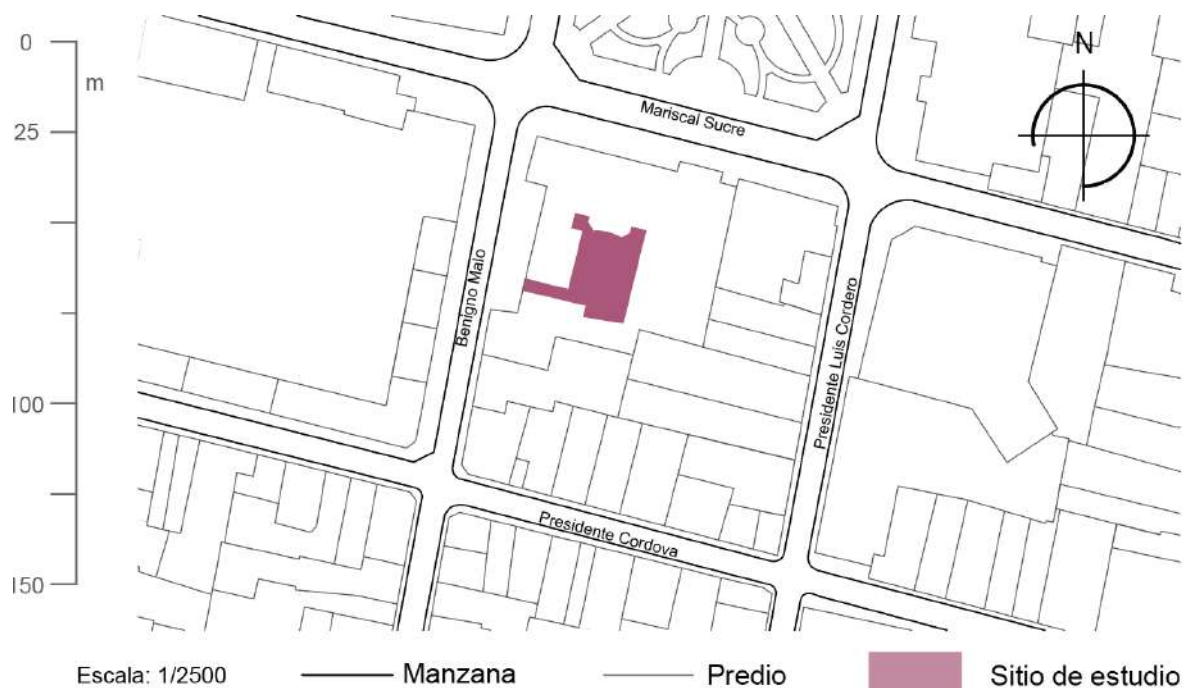 0
m
25
100
150
N
Mariscal Sucre
Benigno Malo
Presidente Luis Cordero
Presidente Cordova
Escala: 1/2500
Manzana
Predio
Sitio de estudio